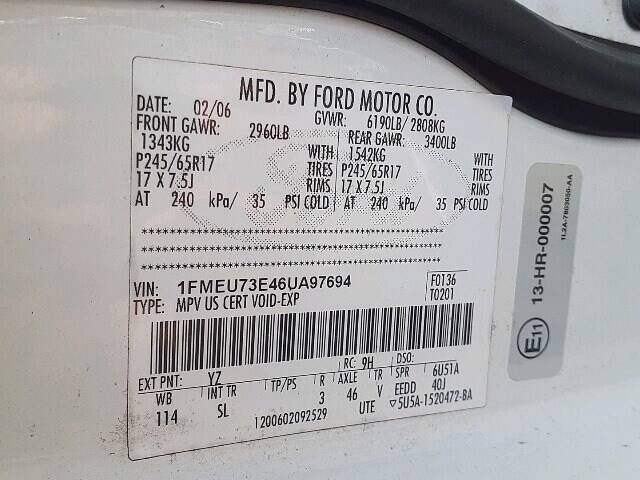 MFD. BY FORD MOTOR CO.
DATE: 02/06 GVWR: 6190LB/ 2808KG
FRONT GAWR: 2960LB REAR GAWR: 3400LB
1343KG WITH 1542KG WITH
P245/65R17 TIRES P245/65R17 TIRES
17 X 7.5J RIMS 17 X 7.5J RIMS
AT 240 kPa/ 35 PSI COLD AT 240 kPa/ 35 PSI COLD
VIN: 1FMEU73E46UA97694 F0136
TYPE: MPV US CERT VOID-EXP T0201
EXT PNT: YZ RC: 9H DSO:
WB INT TR TP/PS R AXLE TR SPR 6U51A
114 SL 3 46 V EEDD 40J
1200602092529 UTE ▽5U5A-1520472-BA
E11 13-HR-000007
1L2A-7803050-AA